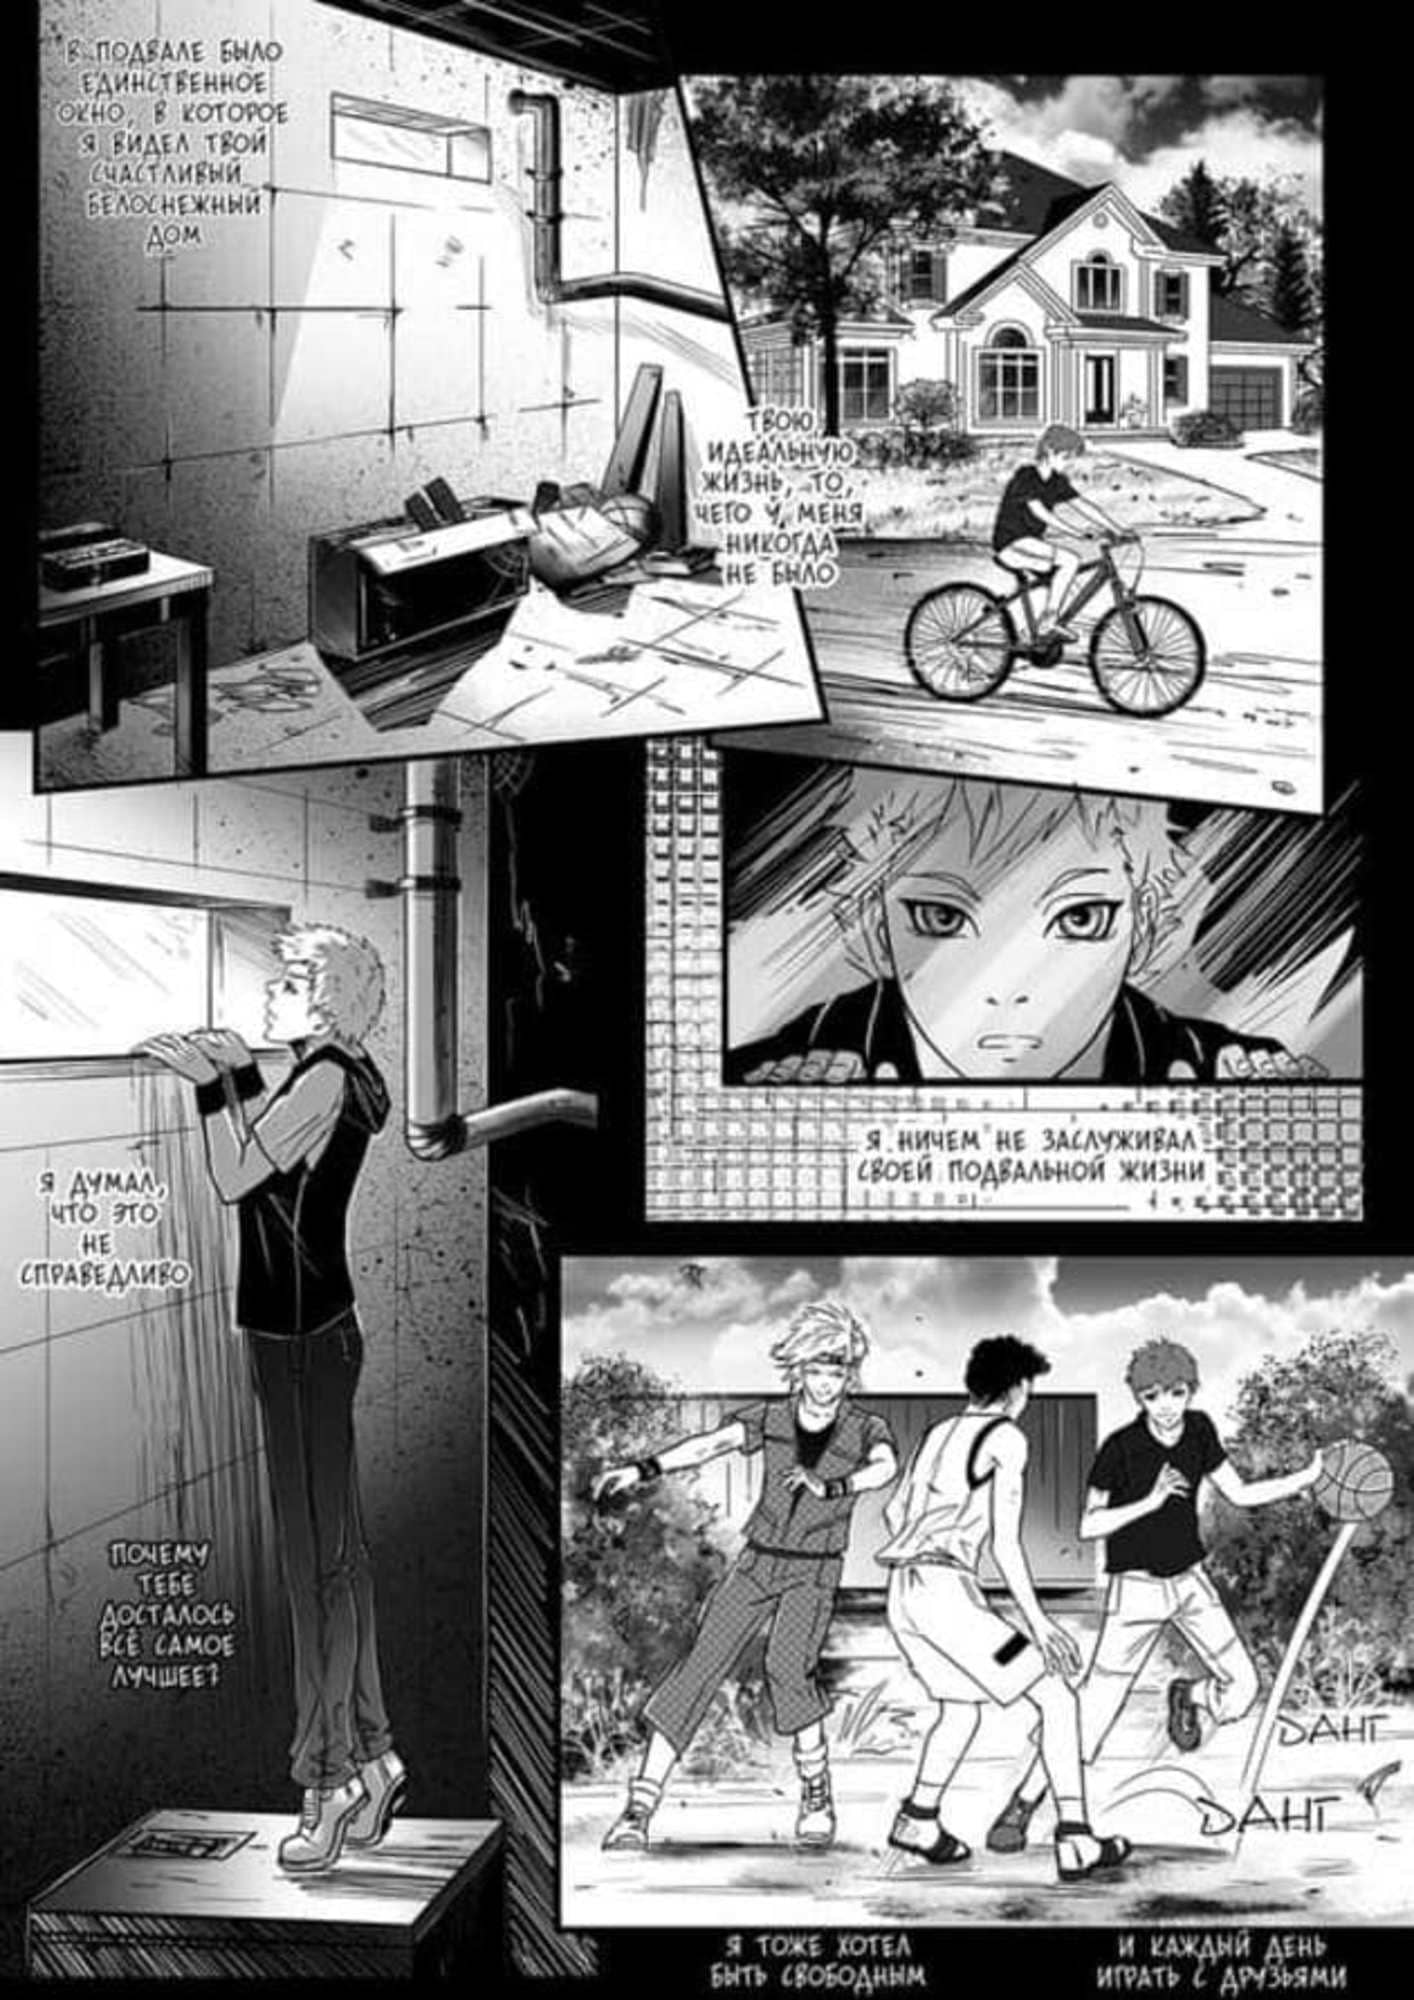 В ПОДВАЛЕ БЫЛО
ЕДИНСТВЕННОЕ
ОКНО, В КОТОРОЕ
Я ВИДЕЛ ТВОЙ
СЧАСТЛИВЫЙ
БЕЛОСНЕЖНЫЙ
ДОМ
ТВОЮ
ИДЕАЛЬНУЮ
ЖИЗНЬ, ТО,
ЧЕГО У МЕНЯ
НИКОГДА
НЕ БЫЛО
Я НИЧЕМ НЕ ЗАСЛУЖИВАЛ
СВОЕЙ ПОДВАЛЬНОЙ ЖИЗНИ
Я ДУМАЛ,
ЧТО ЭТО
НЕ
СПРАВЕДЛИВО
ПОЧЕМУ
ТЕБЕ
ДОСТАЛОСЬ
ВСЁ САМОЕ
ЛУЧШЕЕ?
DАНГ
DАНГ
Я ТОЖЕ ХОТЕЛ
БЫТЬ СВОБОДНЫМ
И КАЖДЫЙ ДЕНЬ
ИГРАТЬ С ДРУЗЬЯМИ